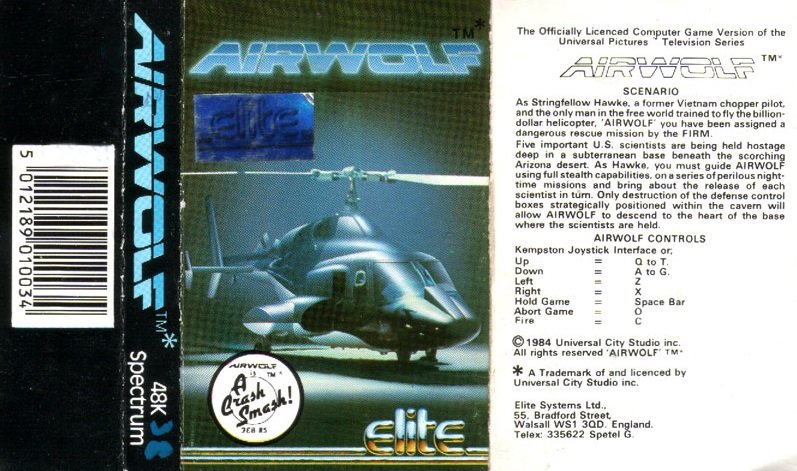 5 012189 010034
AIRWOLF TM*
48K
Spectrum
TM*
AIRWOLF
elite
AIRWOLF
IS TM*
A
Crash
Smash!
FEB 85
elite
The Officially Licenced Computer Game Version of the
Universal Pictures Television Series
AIRWOLF TM*
SCENARIO
As Stringfellow Hawke, a former Vietnam chopper pilot,
and the only man in the free world trained to fly the billion-
dollar helicopter, 'AIRWOLF' you have been assigned a
dangerous rescue mission by the FIRM.
Five important U.S. scientists are being held hostage
deep in a subterranean base beneath the scorching
Arizona desert. As Hawke, you must guide AIRWOLF
using full stealth capabilities, on a series of perilous night-
time missions and bring about the release of each
scientist in turn. Only destruction of the defense control
boxes strategically positioned within the cavern will
allow AIRWOLF to descend to the heart of the base
where the scientists are held.
AIRWOLF CONTROLS
Kempston Joystick Interface or;
Up = Q to T.
Down = A to G.
Left = Z
Right = X
Hold Game = Space Bar
Abort Game = O
Fire = C
©1984 Universal City Studio inc.
All rights reserved 'AIRWOLF' TM*
* A Trademark of and licenced by
Universal City Studio inc.
Elite Systems Ltd.,
55, Bradford Street,
Walsall WS1 3QD. England.
Telex: 335622 Spetel G.